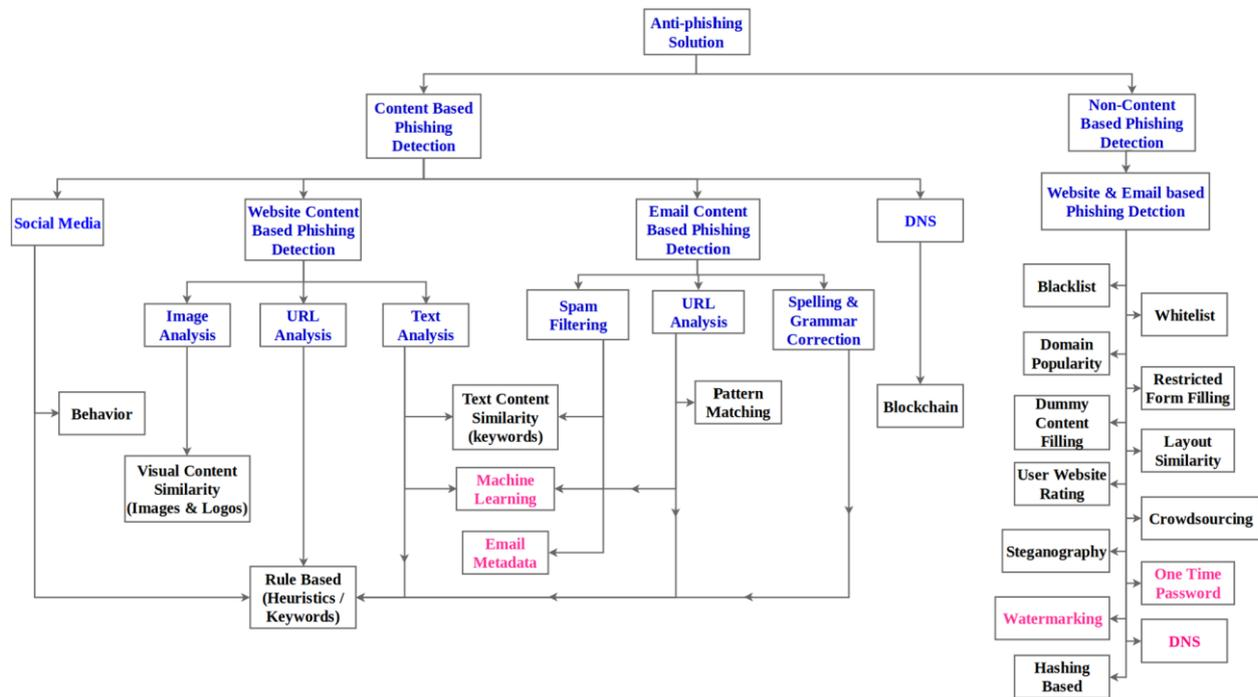 Anti-phishing
Solution
Content Based
Phishing
Detection
Non-Content
Based Phishing
Detection
Social Media
Website Content
Based Phishing
Detection
Email Content
Based Phishing
Detection
DNS
Website & Email based
Phishing Detction
Image
Analysis
URL
Analysis
Text
Analysis
Spam
Filtering
URL
Analysis
Spelling &
Grammar
Correction
Blacklist
Whitelist
Domain
Popularity
Restricted
Form Filling
Dummy
Content
Filling
Layout
Similarity
User Website
Rating
Crowdsourcing
Steganography
One Time
Password
Watermarking
DNS
Hashing
Based
Behavior
Text Content
Similarity
(keywords)
Pattern
Matching
Blockchain
Visual Content
Similarity
(Images & Logos)
Machine
Learning
Email
Metadata
Rule Based
(Heuristics /
Keywords)